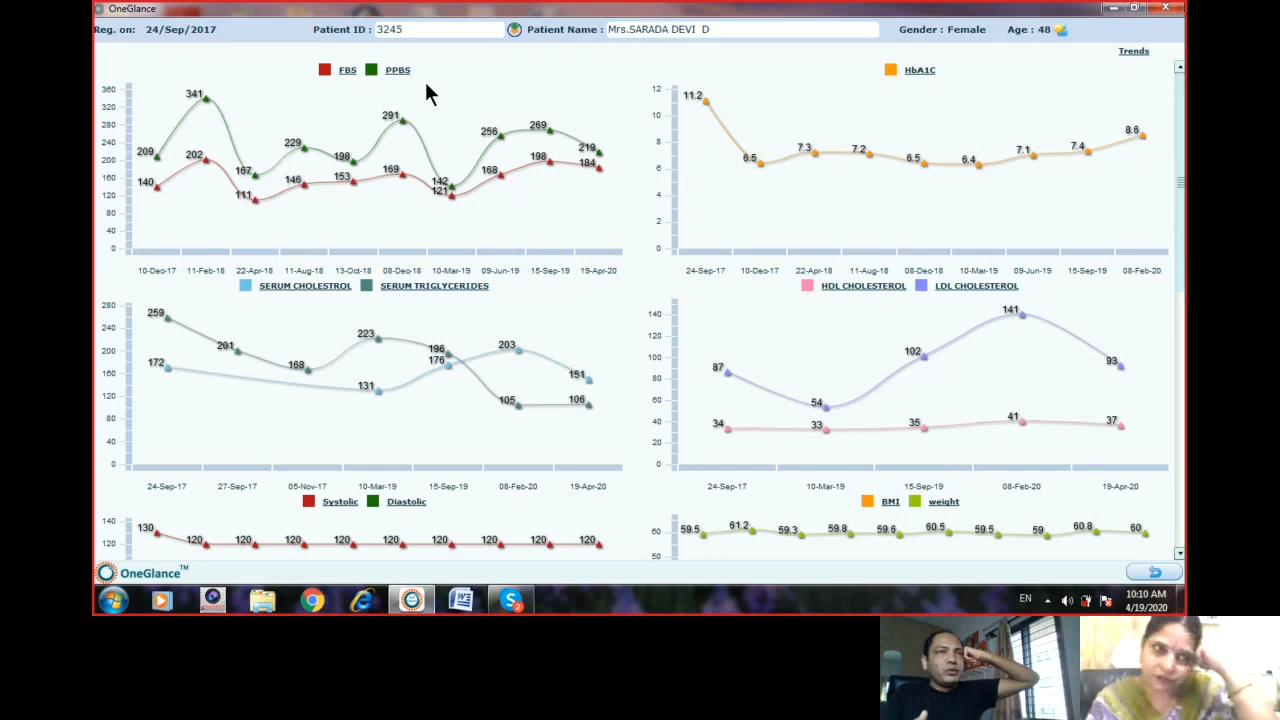 OneGlance
Reg. on: 24/Sep/2017 Patient ID : 3245 Patient Name : Mrs.SARADA DEVI D Gender : Female Age : 48
Trends
FBS PPBS
360
320
280
240
200
160
120
80
40
0
209 341 167 229 198 291 142 256 269 219
140 202 111 146 153 169 121 168 198 184
10-Dec-17 11-Feb-18 22-Apr-18 11-Aug-18 13-Oct-18 08-Dec-18 10-Mar-19 09-Jun-19 15-Sep-19 19-Apr-20
HbA1C
12
10
8
6
4
2
0
11.2 6.5 7.3 7.2 6.5 6.4 7.1 7.4 8.6
24-Sep-17 10-Dec-17 22-Apr-18 11-Aug-18 08-Dec-18 10-Mar-19 09-Jun-19 15-Sep-19 08-Feb-20
SERUM CHOLESTROL SERUM TRIGLYCERIDES
280
240
200
160
120
80
40
0
259 201 168 223 196 105 106
172 131 176 203 151
24-Sep-17 27-Sep-17 05-Nov-17 10-Mar-19 15-Sep-19 08-Feb-20 19-Apr-20
HDL CHOLESTEROL LDL CHOLESTEROL
140
120
100
80
60
40
20
0
87 54 102 141 93
34 33 35 41 37
24-Sep-17 10-Mar-19 15-Sep-19 08-Feb-20 19-Apr-20
Systolic Diastolic
140
120
130 120 120 120 120 120 120 120 120 120
BMI weight
60
50
59.5 61.2 59.3 59.8 59.6 60.5 59.5 59 60.8 60
OneGlance™
EN 10:10 AM
4/19/2020